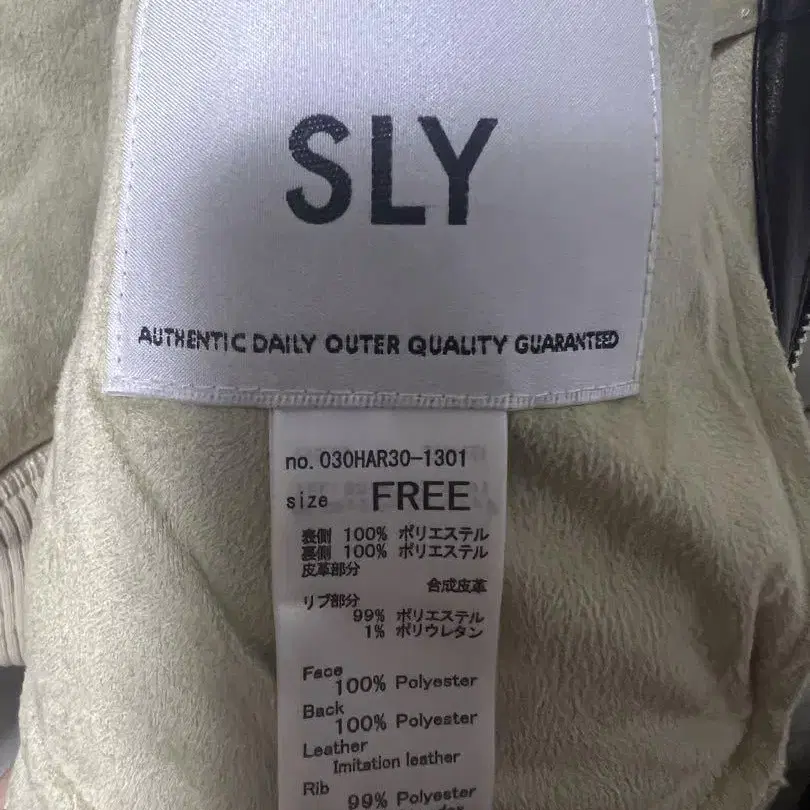 SLY
AUTHENTIC DAILY OUTER QUALITY GUARANTEED
no. 030HAR30-1301
size FREE
表側 100% ポリエステル
裏側 100% ポリエステル
皮革部分
合成皮革
リブ部分
99% ポリエステル
1% ポリウレタン
Face
100% Polyester
Back
100% Polyester
Leather
Imitation leather
Rib
99% Polyester